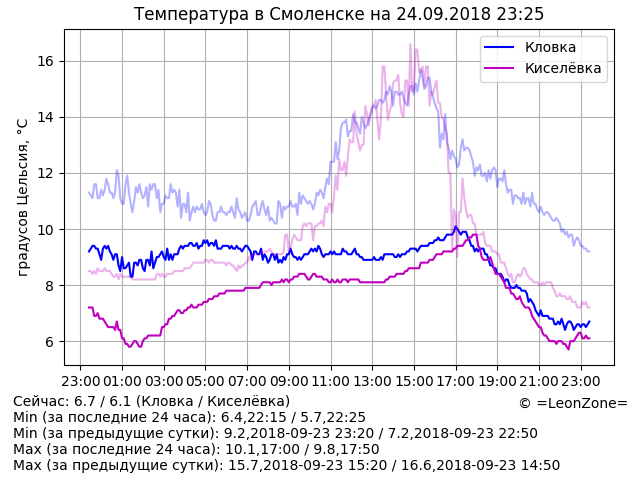 Температура в Смоленске на 24.09.2018 23:25
Кловка
Киселёвка
градусов Цельсия, °C
16
14
12
10
8
6
23:00 01:00 03:00 05:00 07:00 09:00 11:00 13:00 15:00 17:00 19:00 21:00 23:00
Сейчас: 6.7 / 6.1 (Кловка / Киселёвка)
© =LeonZone=
Min (за последние 24 часа): 6.4,22:15 / 5.7,22:25
Min (за предыдущие сутки): 9.2,2018-09-23 23:20 / 7.2,2018-09-23 22:50
Max (за последние 24 часа): 10.1,17:00 / 9.8,17:50
Max (за предыдущие сутки): 15.7,2018-09-23 15:20 / 16.6,2018-09-23 14:50